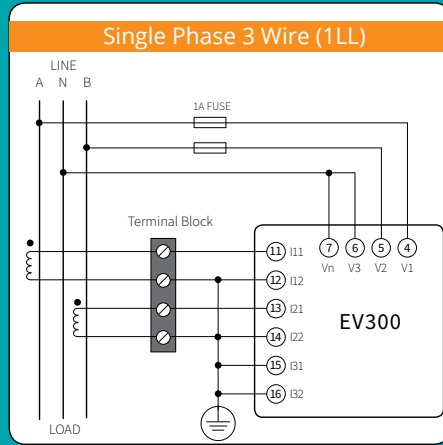 Single Phase 3 Wire (1LL)
LINE
A N B
1A FUSE
Terminal Block
11 I11
12 I12
13 I21
14 I22
15 I31
16 I32
7 6 5 4
Vn V3 V2 V1
EV300
LOAD